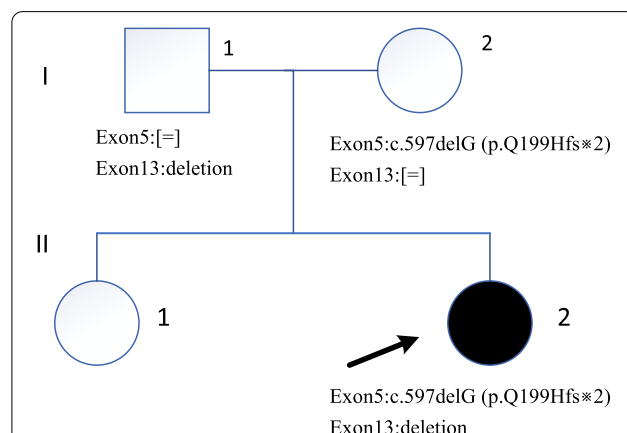 I
1
2
Exon5:[=]
Exon13:deletion
Exon5:c.597delG (p.Q199Hfs※2)
Exon13:[=]
II
1
2
Exon5:c.597delG (p.Q199Hfs※2)
Exon13:deletion